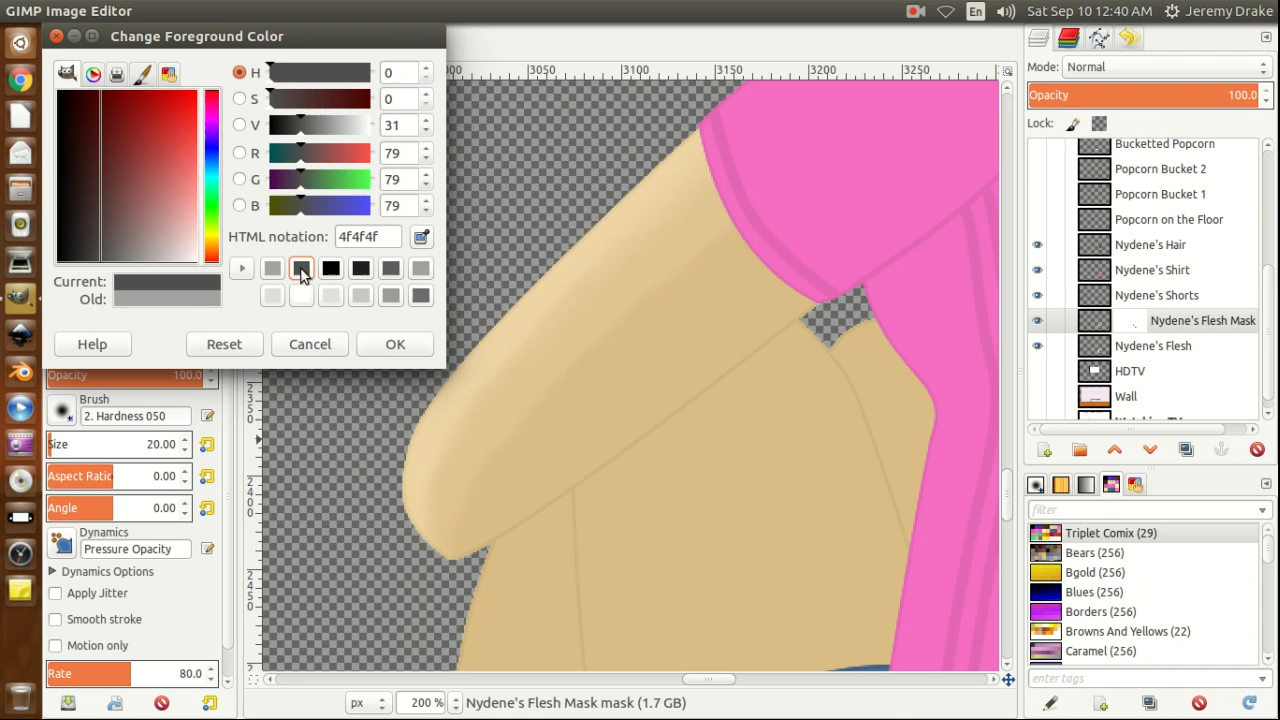 GIMP Image Editor
En
Sat Sep 10 12:40 AM
Jeremy Drake
Change Foreground Color
H 0
S 0
V 31
R 79
G 79
B 79
HTML notation: 4f4f4f
Current:
Old:
Help
Reset
Cancel
OK
Opacity 100.0
Brush
2. Hardness 050
Size 20.00
Aspect Ratio 0.00
Angle 0.00
Dynamics
Pressure Opacity
Dynamics Options
Apply Jitter
Smooth stroke
Motion only
Rate 80.0
3050
3100
3150
3200
3250
px
200 %
Nydene's Flesh Mask mask (1.7 GB)
Mode: Normal
Opacity 100.0
Lock:
Bucketted Popcorn
Popcorn Bucket 2
Popcorn Bucket 1
Popcorn on the Floor
Nydene's Hair
Nydene's Shirt
Nydene's Shorts
Nydene's Flesh Mask
Nydene's Flesh
HDTV
Wall
filter
Triplet Comix (29)
Bears (256)
Bgold (256)
Blues (256)
Borders (256)
Browns And Yellows (22)
Caramel (256)
enter tags